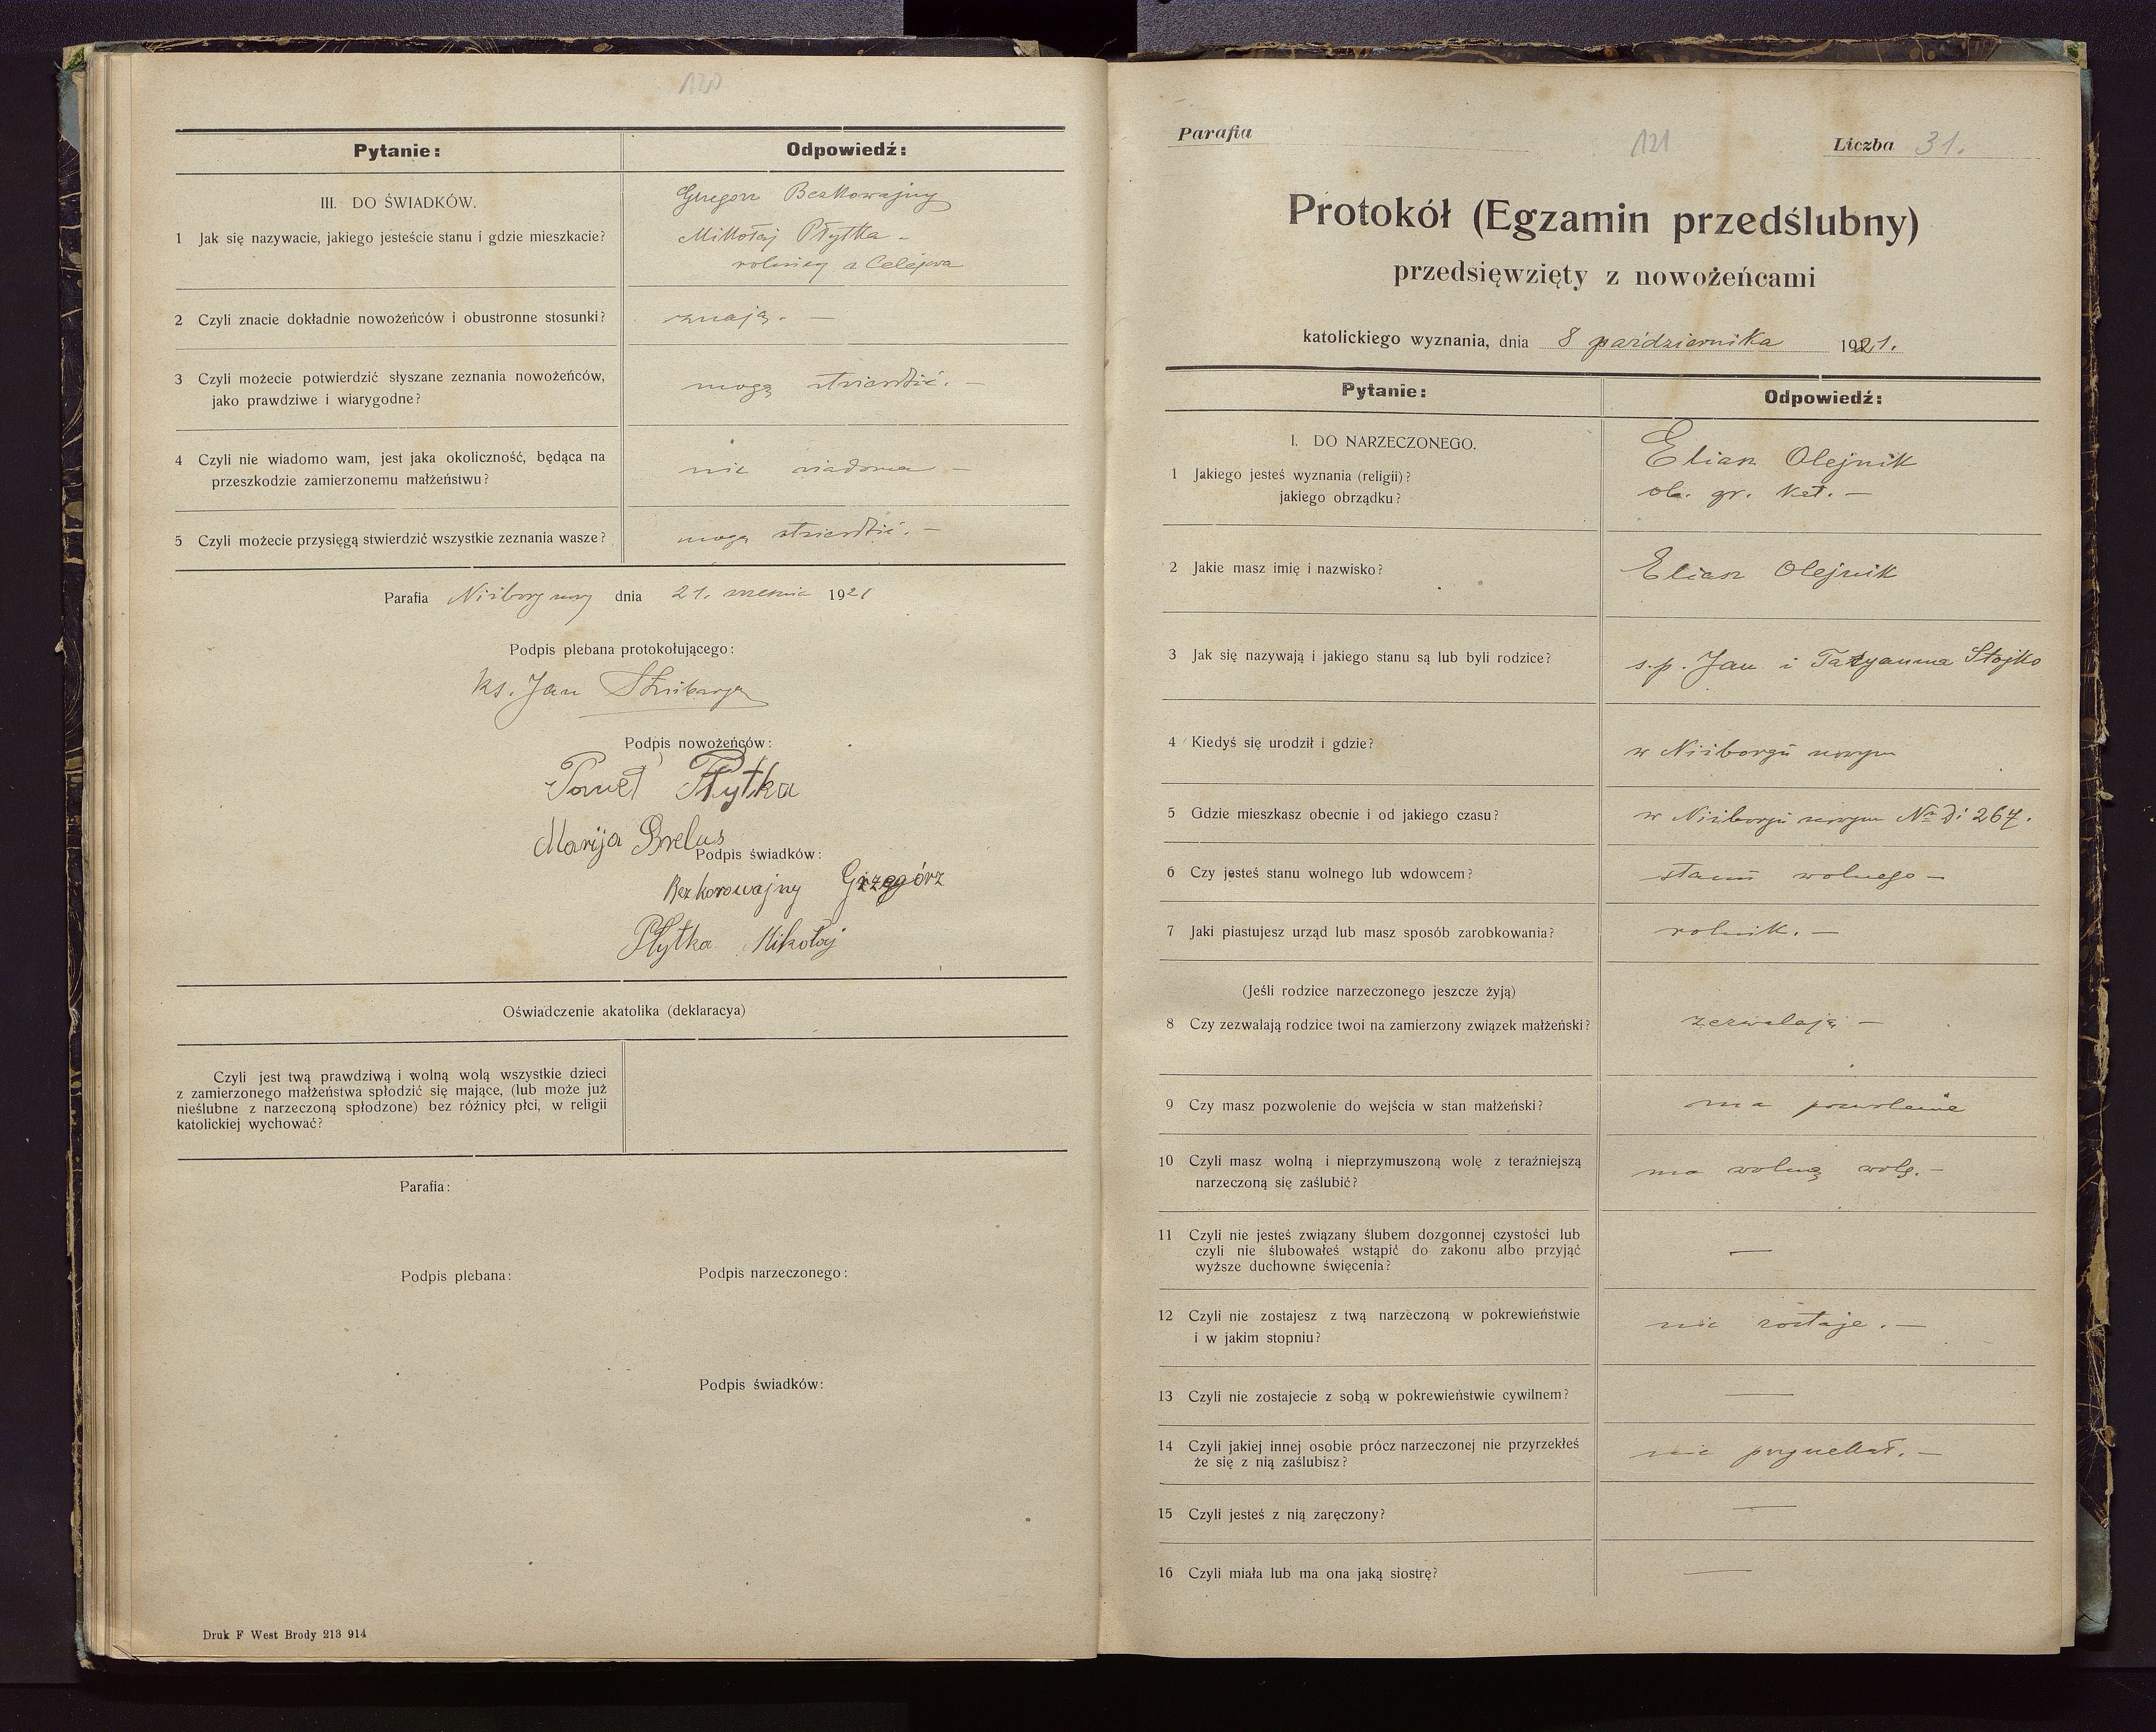 120
Pytanie:
Odpowiedź:
III. DO ŚWIADKÓW.
1 Jak się nazywacie, jakiego jesteście stanu i gdzie mieszkacie?
Grzegorz Bezkorowajny
Mikołaj Płytka –
rolnicy z Celejowa
2 Czyli znacie dokładnie nowożeńców i obustronne stosunki?
znają. –
3 Czyli możecie potwierdzić słyszane zeznania nowożeńców,
jako prawdziwe i wiarygodne?
mogą stwierdzić. –
4 Czyli nie wiadomo wam, jest jaka okoliczność, będąca na
przeszkodzie zamierzonemu małżeństwu?
nie wiadoma –
5 Czyli możecie przysięgą stwierdzić wszystkie zeznania wasze?
mogą stwierdzić. –
Parafia Niżborg nowy dnia 21. września 1921
Podpis plebana protokołującego:
Ks. Jan
Podpis nowożeńców:
Paweł Płytka
Marija Brelus
Podpis świadków:
Bezkorowajny Grzegórz
Płytka Mikołaj
Oświadczenie akatolika (deklaracya)
Czyli jest twą prawdziwą i wolną wolą wszystkie dzieci
z zamierzonego małżeństwa spłodzić się mające, (lub może już
nieślubne z narzeczoną spłodzone) bez różnicy płci, w religii
katolickiej wychować?
Parafia:
Podpis plebana:
Podpis narzeczonego:
Podpis świadków:
Druk F West Brody 213 914
Parafia
121
Liczba 31.
Protokół (Egzamin przedślubny)
przedsięwzięty z nowożeńcami
katolickiego wyznania, dnia 8 października 1921.
Pytanie:
Odpowiedź:
I. DO NARZECZONEGO.
1 Jakiego jesteś wyznania (religii)?
jakiego obrządku?
Eliasz Olejnik
ob. gr. kat. –
2 Jakie masz imię i nazwisko?
Eliasz Olejnik
3 Jak się nazywają i jakiego stanu są lub byli rodzice?
s. p. Jan i Tatyanna Stojko
4 Kiedyś się urodził i gdzie?
w Niżborgu nowym
5 Gdzie mieszkasz obecnie i od jakiego czasu?
w Niżborgu nowym Nr D: 267.
6 Czy jesteś stanu wolnego lub wdowcem?
stanu wolnego –
7 Jaki piastujesz urząd lub masz sposób zarobkowania?
rolnik. –
(Jeśli rodzice narzeczonego jeszcze żyją)
8 Czy zezwalają rodzice twoi na zamierzony związek małżeński?
zezwalają –
9 Czy masz pozwolenie do wejścia w stan małżeński?
ma pozwolenie
10 Czyli masz wolną i nieprzymuszoną wolę z teraźniejszą
narzeczoną się zaślubić?
ma wolną wolę. –
11 Czyli nie jesteś związany ślubem dozgonnej czystości lub
czyli nie ślubowałeś wstąpić do zakonu albo przyjąć
wyższe duchowne święcenia?
—
12 Czyli nie zostajesz z twą narzeczoną w pokrewieństwie
i w jakim stopniu?
nie zostaje. –
13 Czyli nie zostajecie z sobą w pokrewieństwie cywilnem?
—
14 Czyli jakiej innej osobie prócz narzeczonej nie przyrzekłeś
że się z nią zaślubisz?
nie przyrzekał. –
15 Czyli jesteś z nią zaręczony?
—
16 Czyli miała lub ma ona jaką siostrę?
—